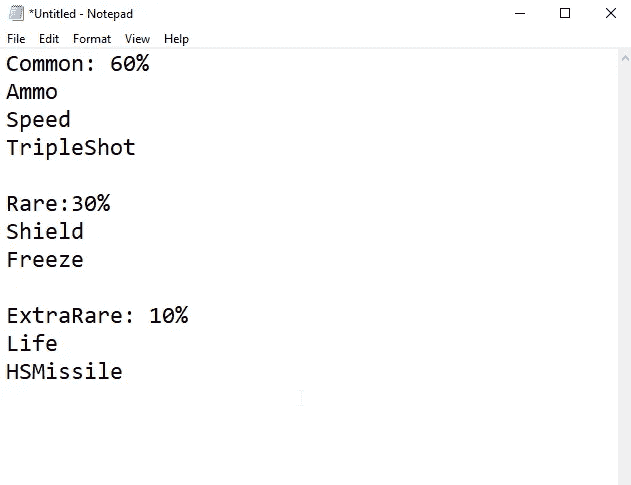 *Untitled - Notepad
File Edit Format View Help
Common: 60%
Ammo
Speed
TripleShot

Rare:30%
Shield
Freeze

ExtraRare: 10%
Life
HSMissile